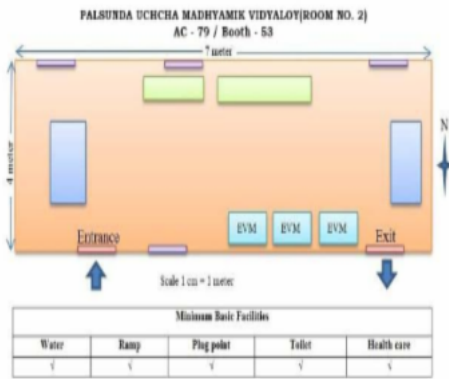 PALSUNDA UCHCHA MADHYAMIK VIDYALOY(ROOM NO. 2)
AC - 79 / Booth - 53
7 meter
4 meter
N
EVM EVM EVM
Entrance Exit
Scale 1 cm = 1 meter
Minimum Basic Facilities
Water Ramp Plug point Toilet Health care
√ √ √ √ √